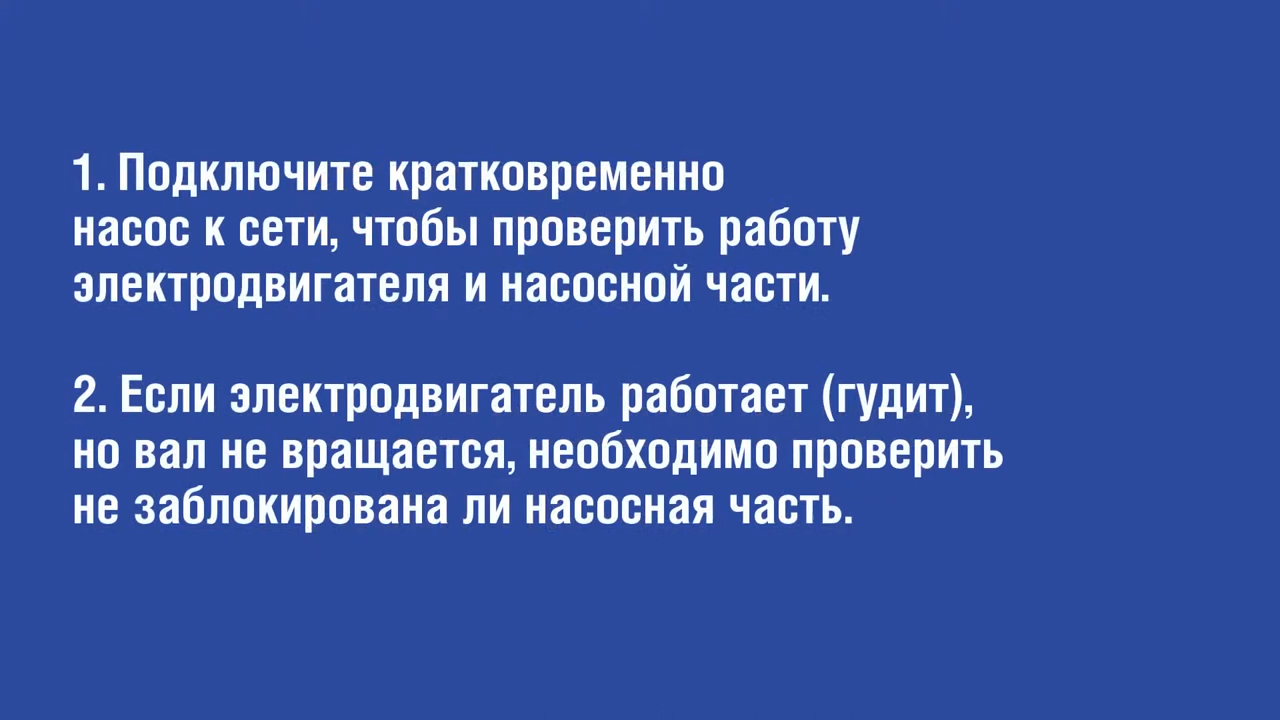 1. Подключите кратковременно
насос к сети, чтобы проверить работу
электродвигателя и насосной части.
2. Если электродвигатель работает (гудит),
но вал не вращается, необходимо проверить
не заблокирована ли насосная часть.